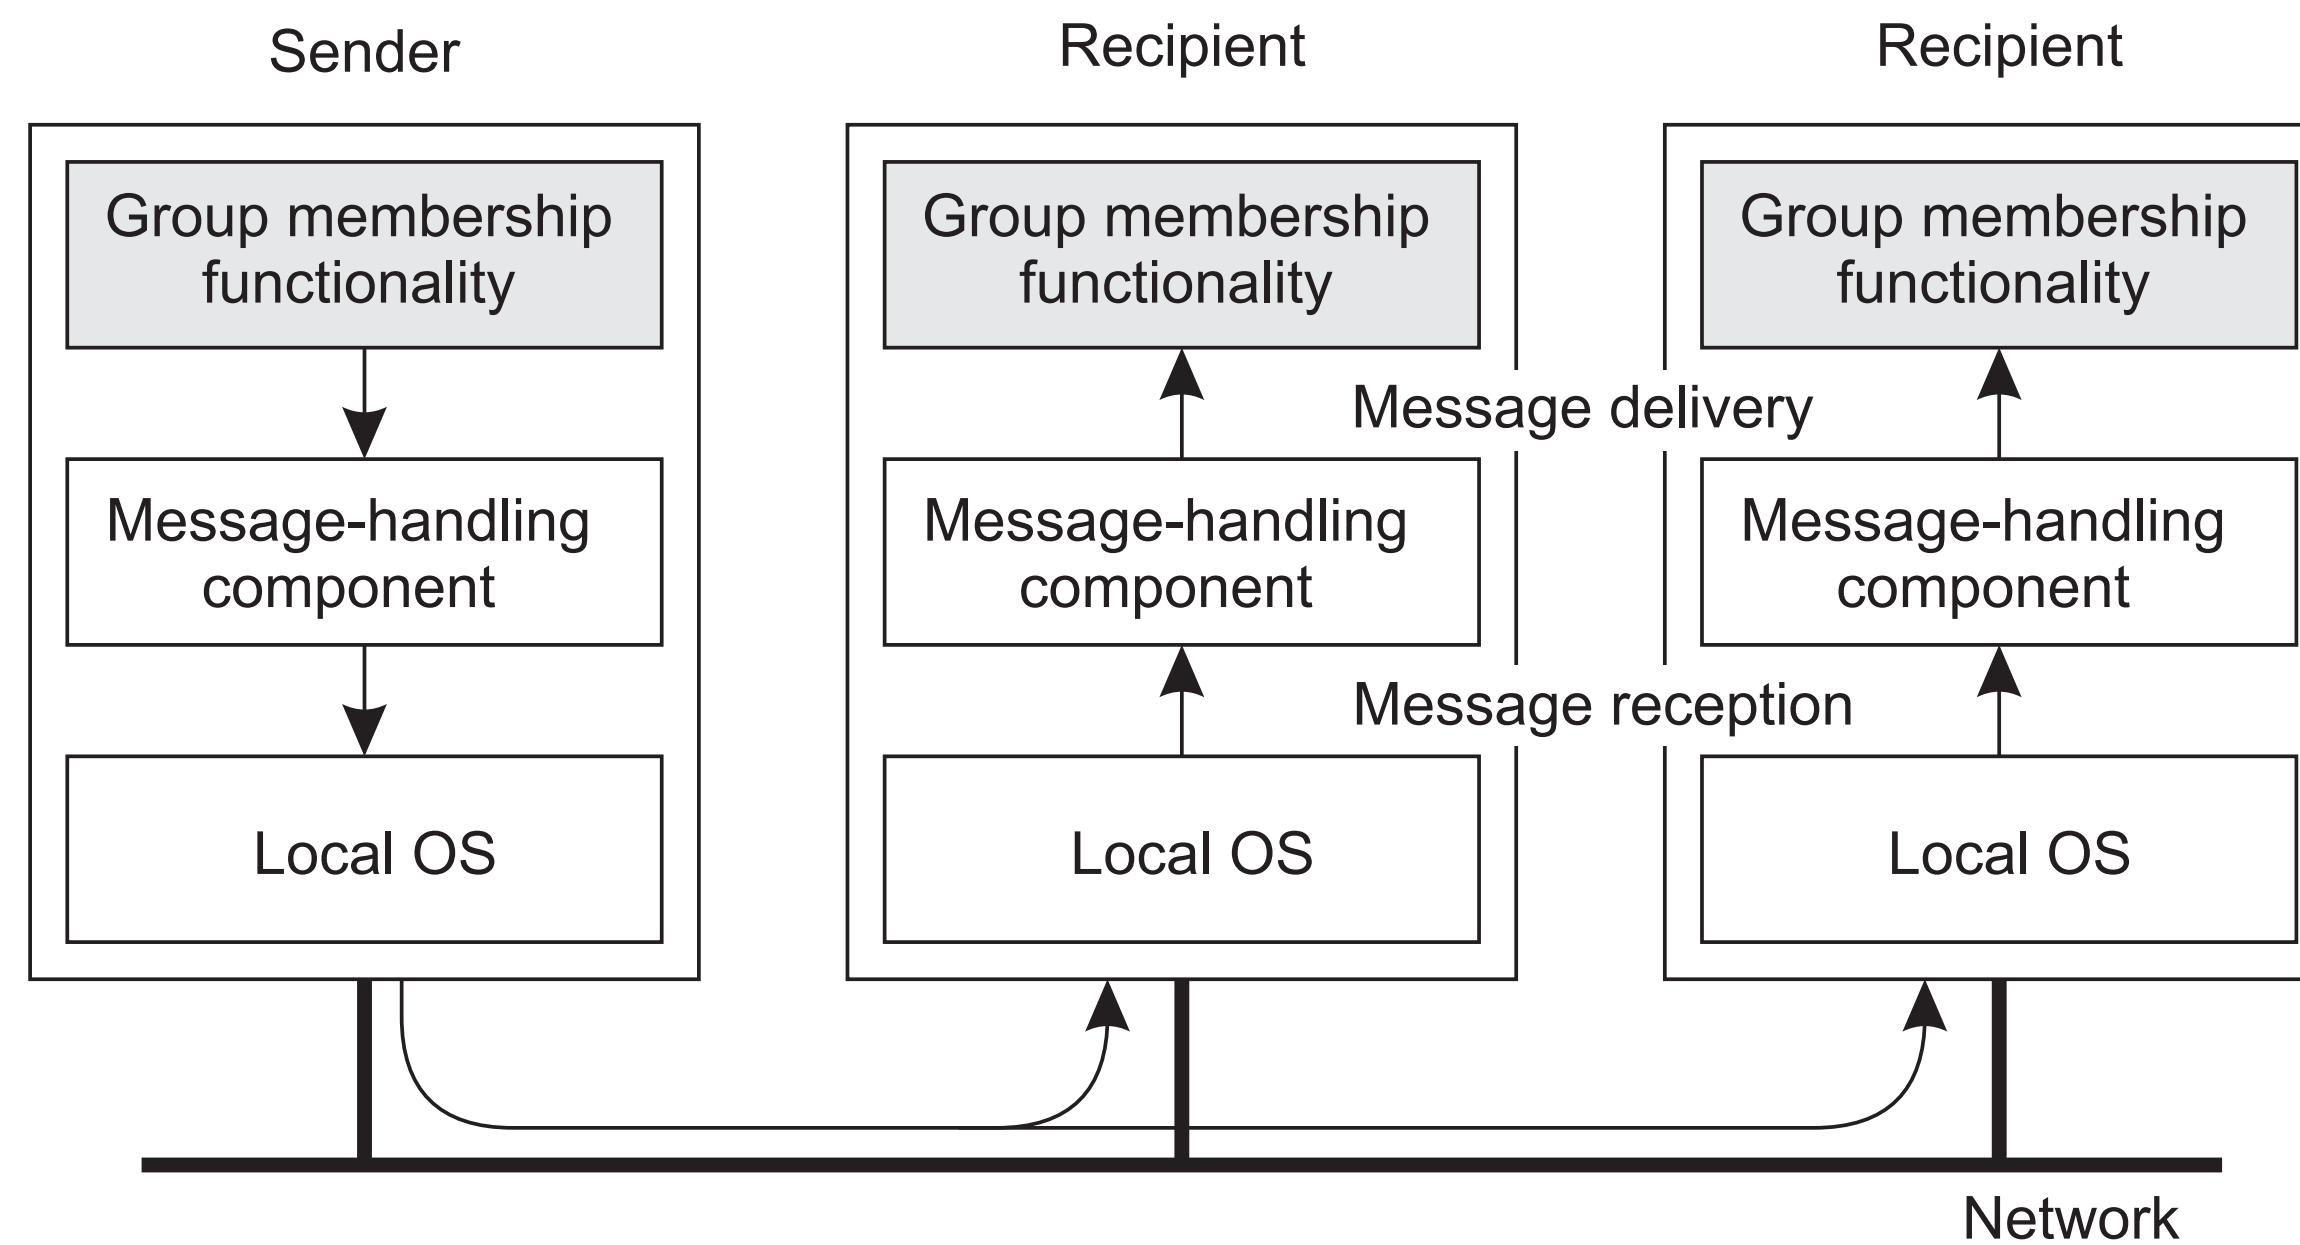 Sender
Recipient
Recipient
Group membership
functionality
Group membership
functionality
Group membership
functionality
Message delivery
Message-handling
component
Message-handling
component
Message-handling
component
Message reception
Local OS
Local OS
Local OS
Network